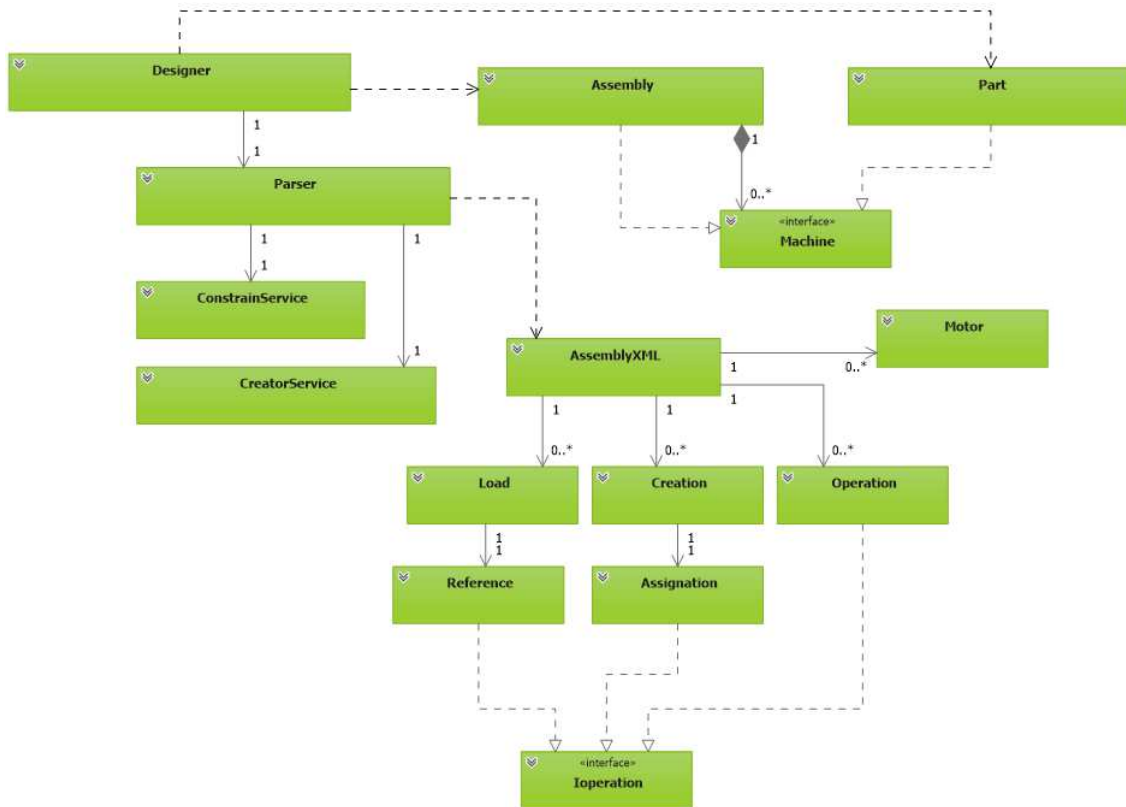 Designer
Assembly
Part
1
1
1
0..*
Parser
«interface»
Machine
1
1
1
1
ConstrainService
CreatorService
Motor
AssemblyXML
1
0..*
1
1
1
0..*
0..*
0..*
Load
Creation
Operation
1
1
1
1
Reference
Assignation
«interface»
Ioperation